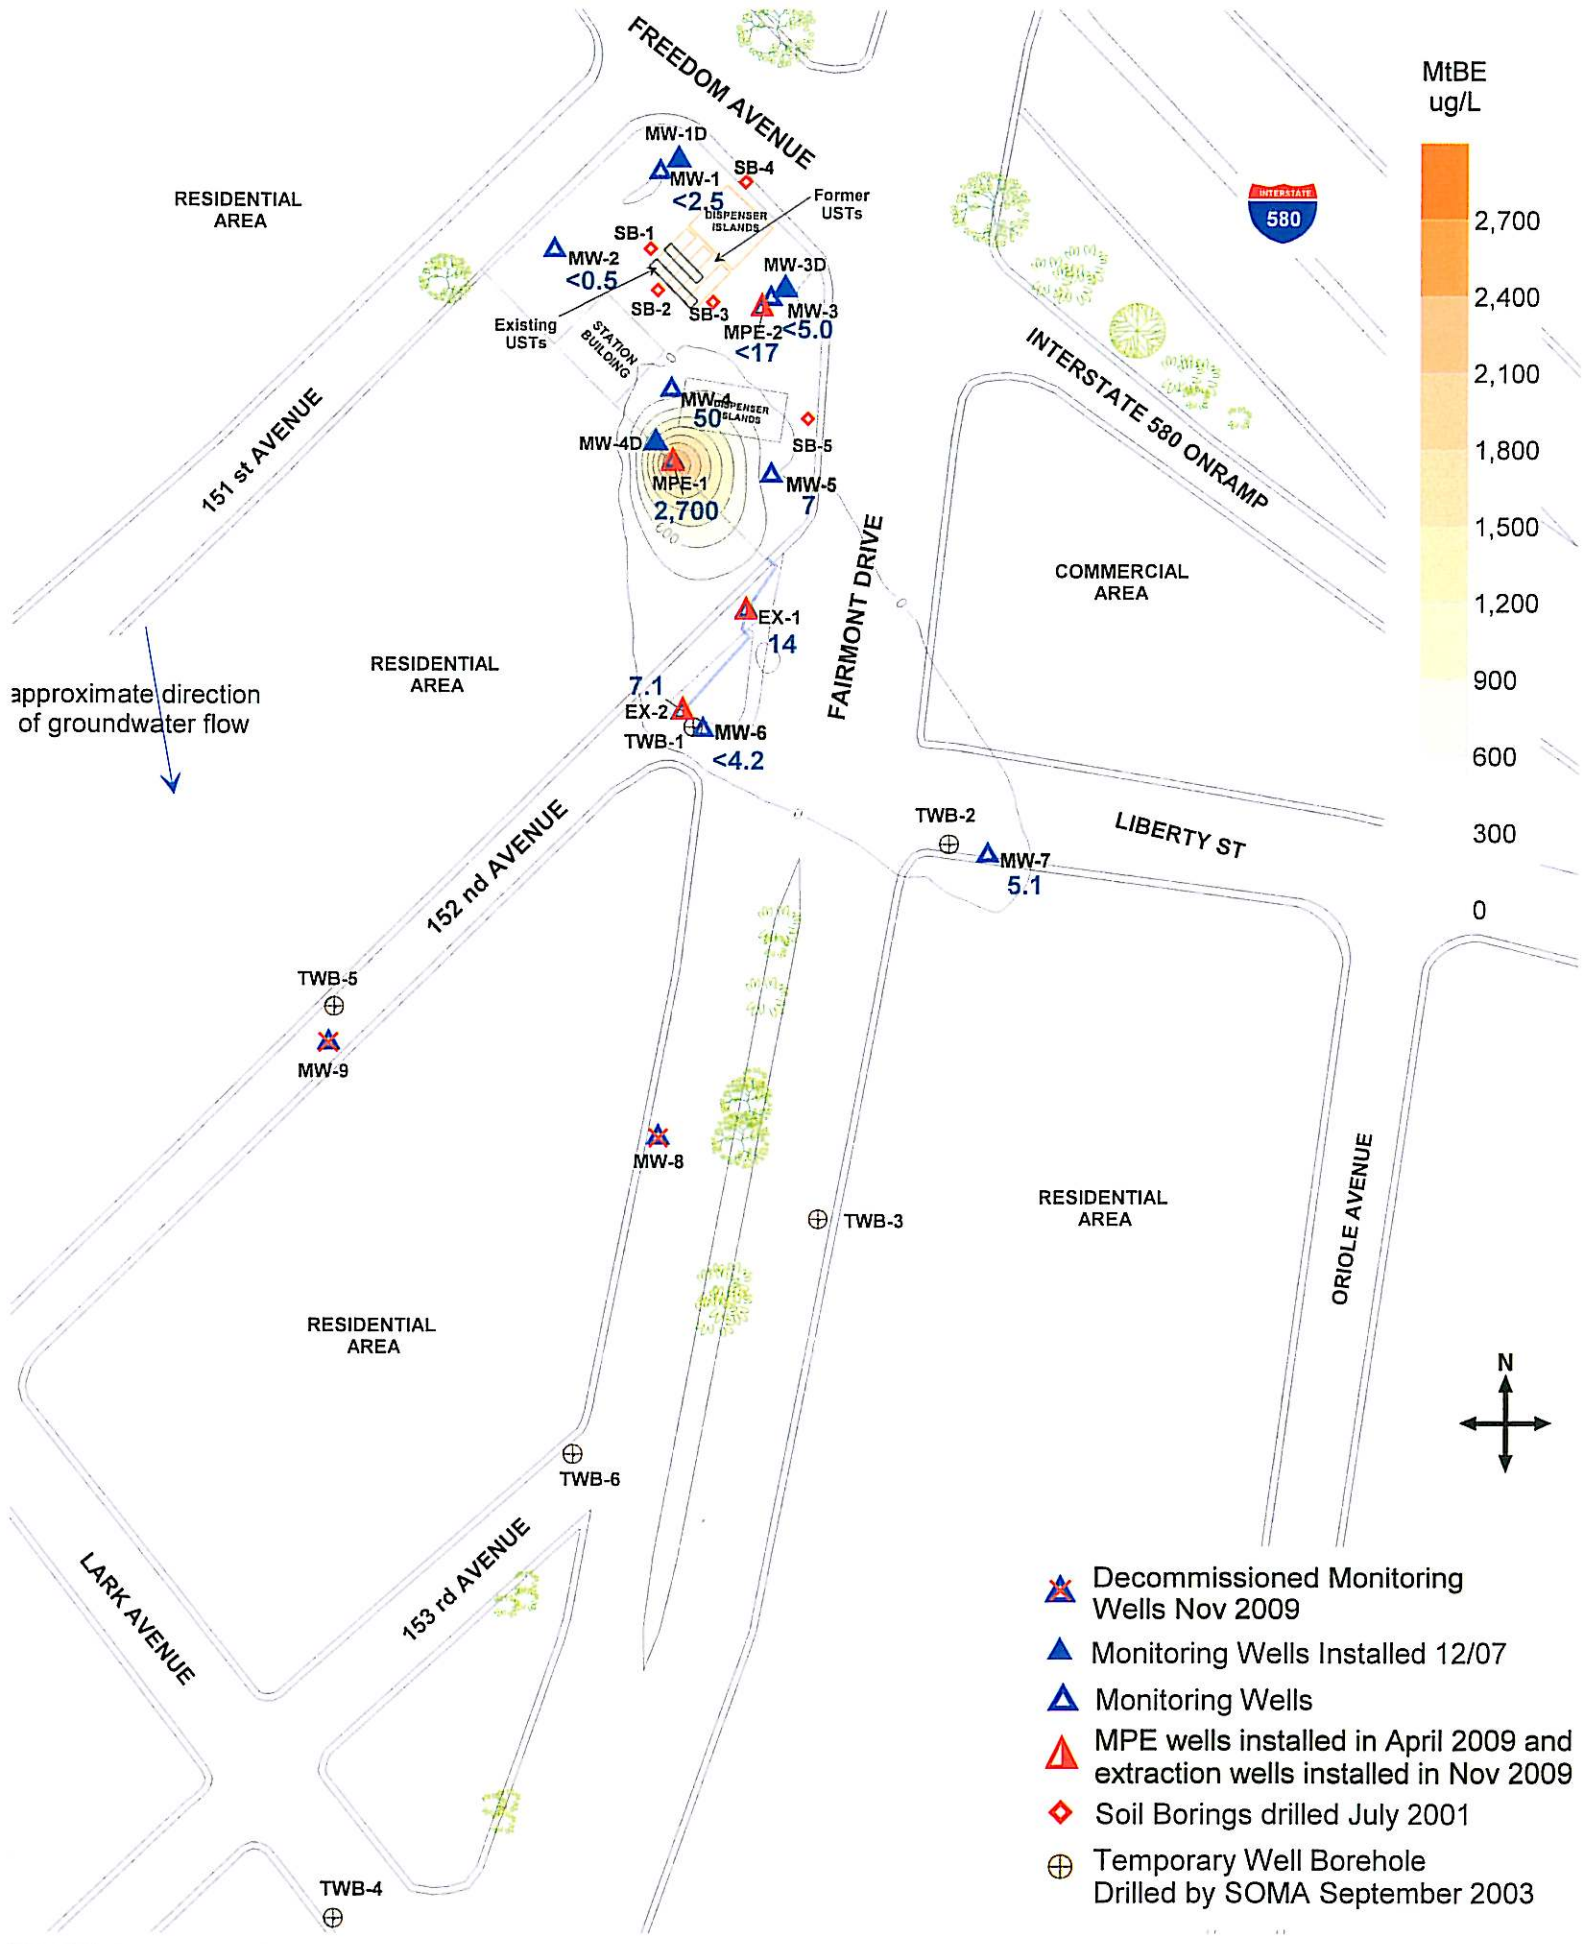 FREEDOM AVENUE
MtBE
ug/L
MW-1D
SB-4
MW-1
<2.5
Former
USTs
DISPENSER
ISLANDS
RESIDENTIAL
AREA
INTERSTATE
580
2,700
SB-1
MW-2
<0.5
MW-3D
SB-2
SB-3
MW-3
<5.0
MPE-2
<17
Existing
USTs
STATION
BUILDING
2,400
INTERSTATE 580 ONRAMP
2,100
MW-4
50
DISPENSER
ISLANDS
MW-4D
SB-5
1,800
151 st AVENUE
MPE-1
2,700
MW-5
7
600
1,500
FAIRMONT DRIVE
COMMERCIAL
AREA
0
1,200
EX-1
14
RESIDENTIAL
AREA
approximate direction
of groundwater flow
900
7.1
EX-2
TWB-1
MW-6
<4.2
600
0
TWB-2
LIBERTY ST
300
MW-7
5.1
152 nd AVENUE
0
TWB-5
MW-9
MW-8
TWB-3
RESIDENTIAL
AREA
ORIOLE AVENUE
RESIDENTIAL
AREA
N
TWB-6
LARK AVENUE
153 rd AVENUE
Decommissioned Monitoring
Wells Nov 2009
Monitoring Wells Installed 12/07
Monitoring Wells
MPE wells installed in April 2009 and
extraction wells installed in Nov 2009
Soil Borings drilled July 2001
Temporary Well Borehole
Drilled by SOMA September 2003
TWB-4